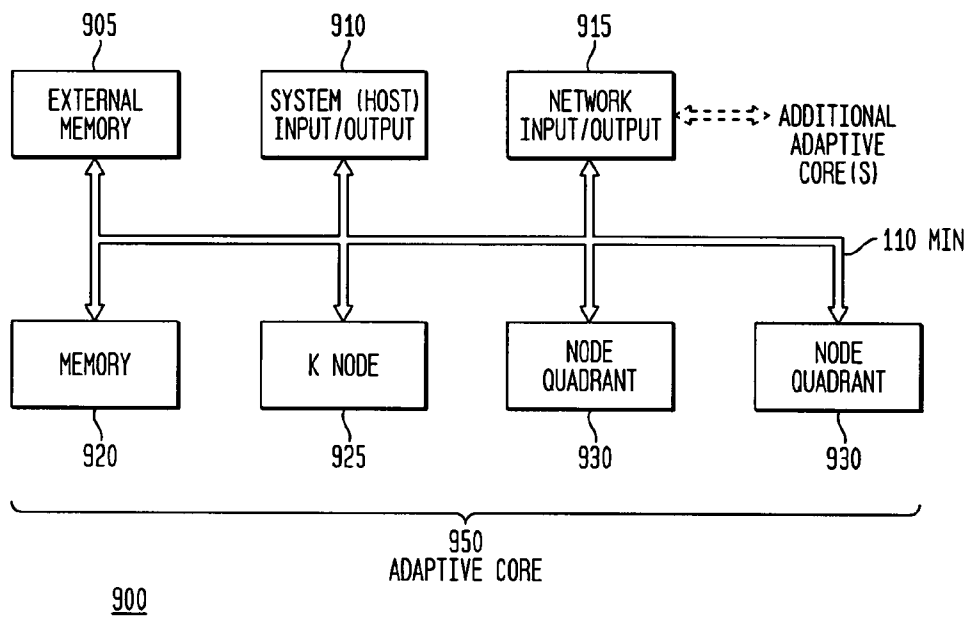 905
910
915
EXTERNAL
MEMORY
SYSTEM (HOST)
INPUT/OUTPUT
NETWORK
INPUT/OUTPUT
ADDITIONAL
ADAPTIVE
CORE(S)
110 MIN
MEMORY
K NODE
NODE
QUADRANT
NODE
QUADRANT
920
925
930
930
950
ADAPTIVE CORE
900